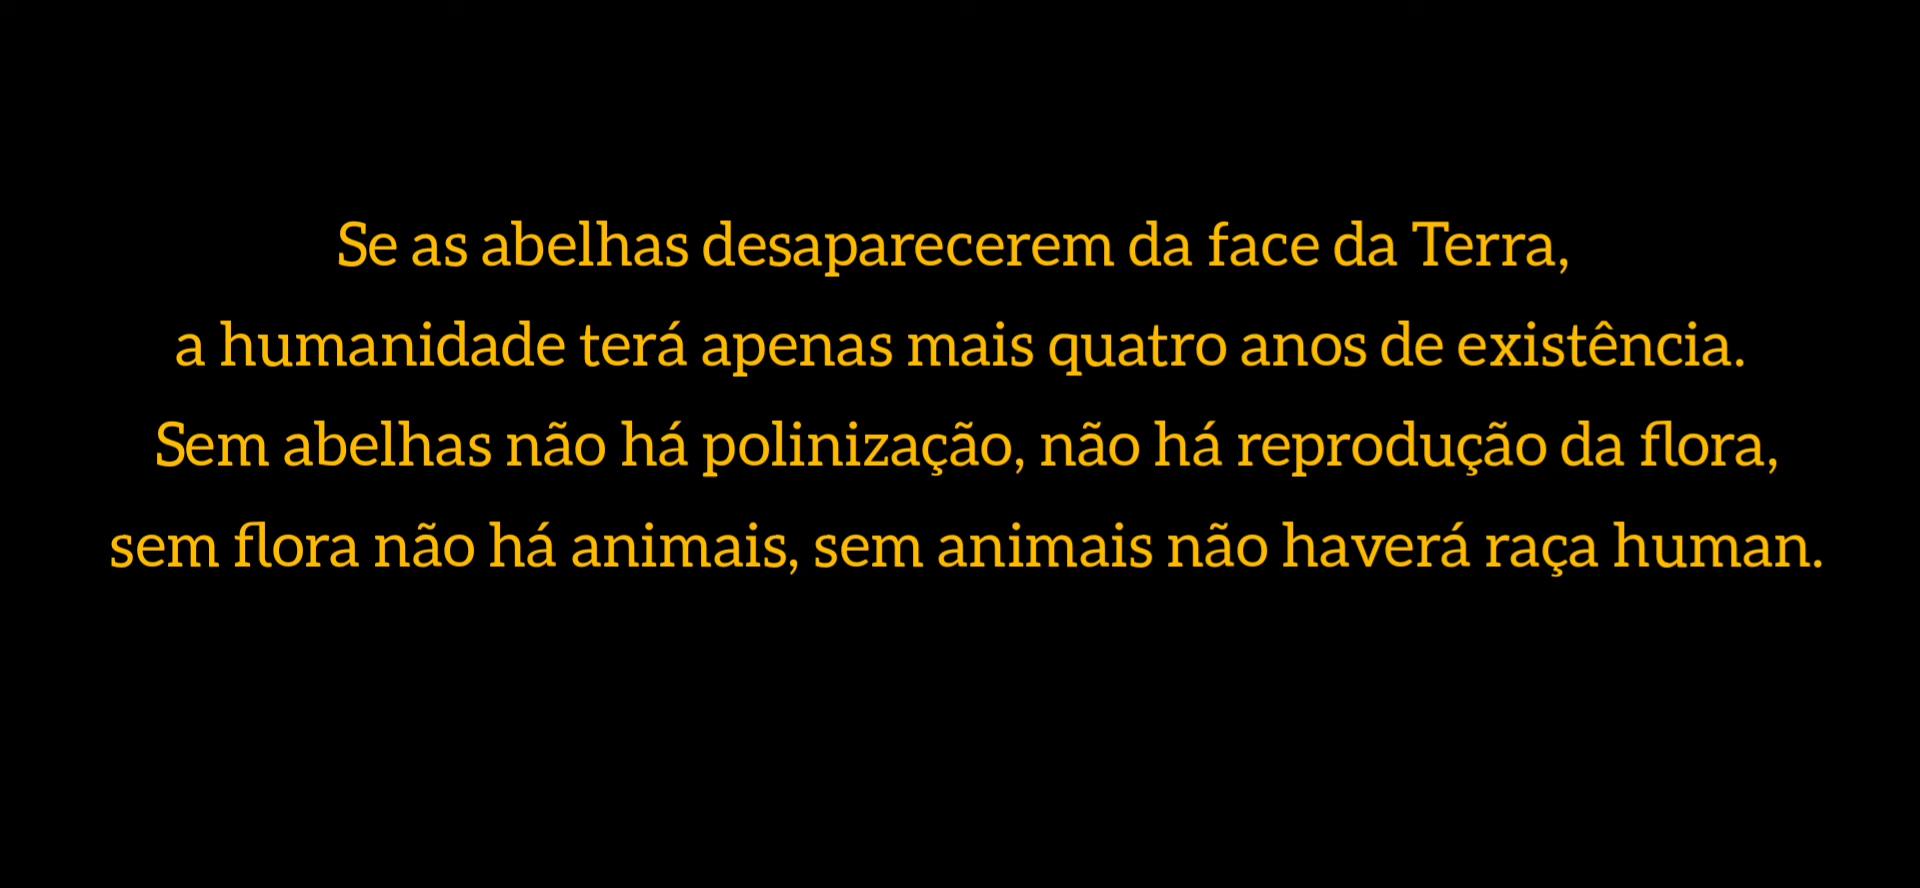 Se as abelhas desaparecerem da face da Terra,
a humanidade terá apenas mais quatro anos de existência.
Sem abelhas não há polinização, não há reprodução da flora,
sem flora não há animais, sem animais não haverá raça human.